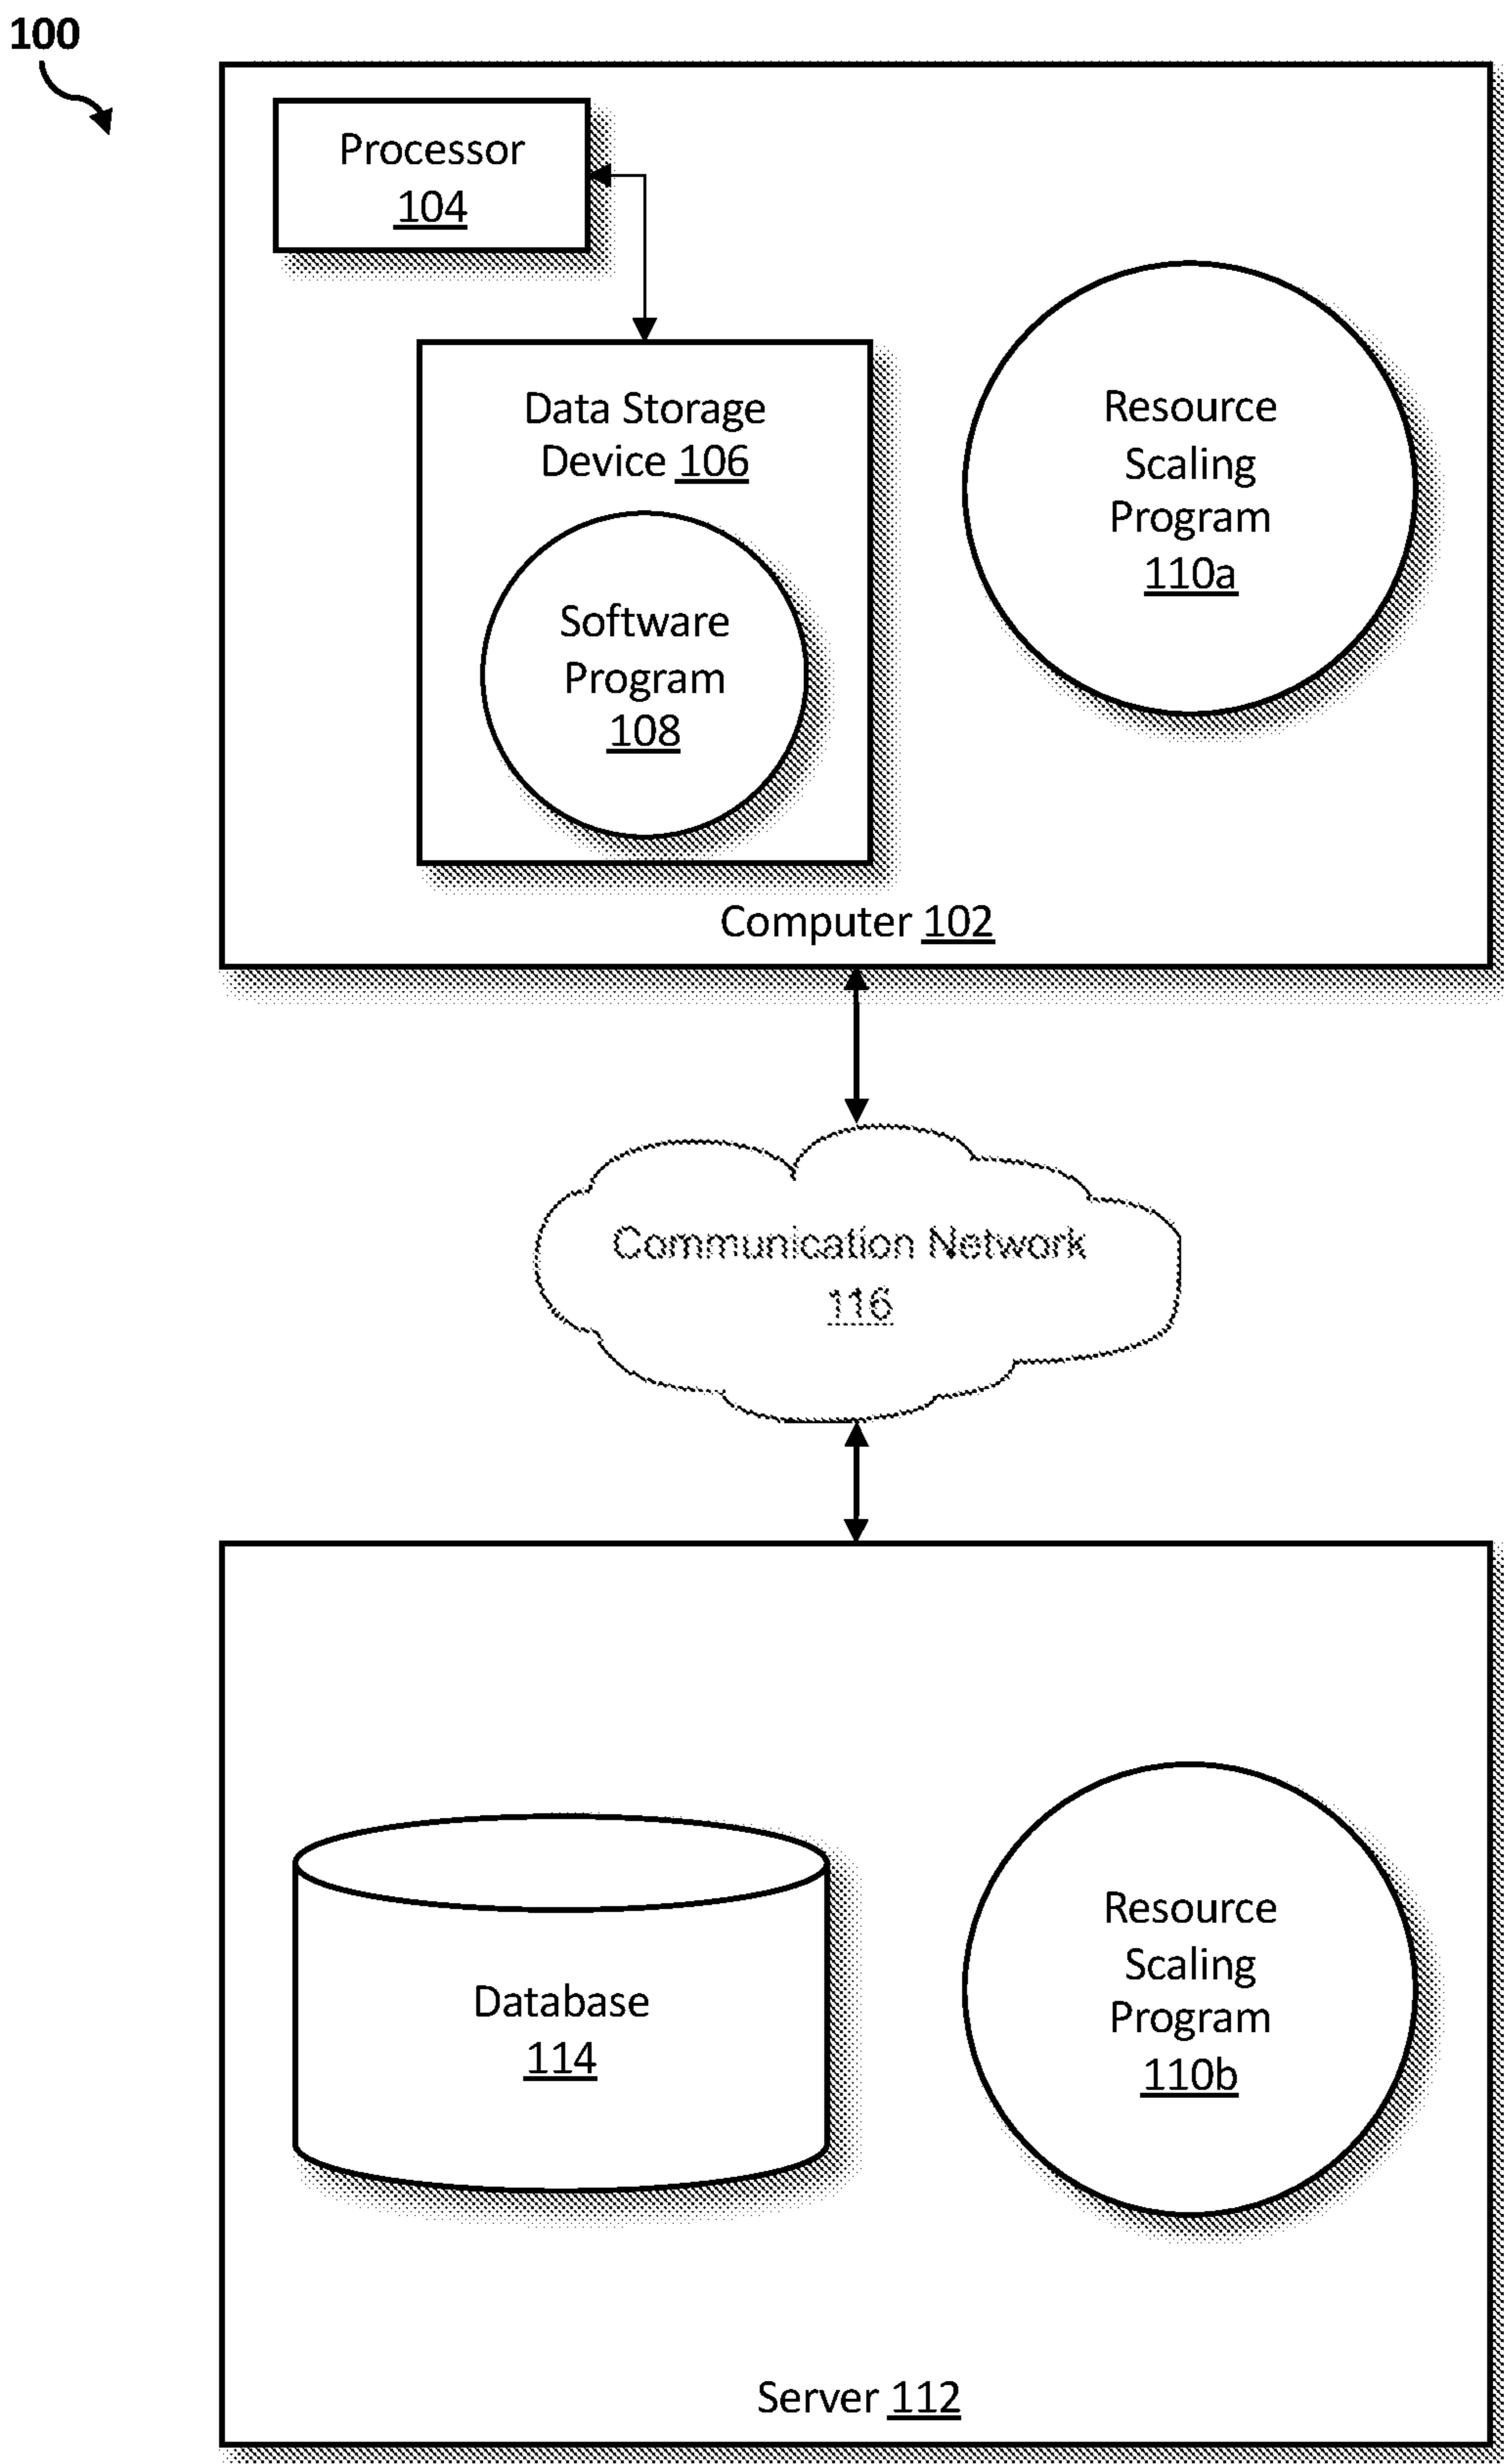 100
Processor
104
Data Storage
Device 106
Software
Program
108
Resource
Scaling
Program
110a
Computer 102
Communication Network
116
Database
114
Resource
Scaling
Program
110b
Server 112